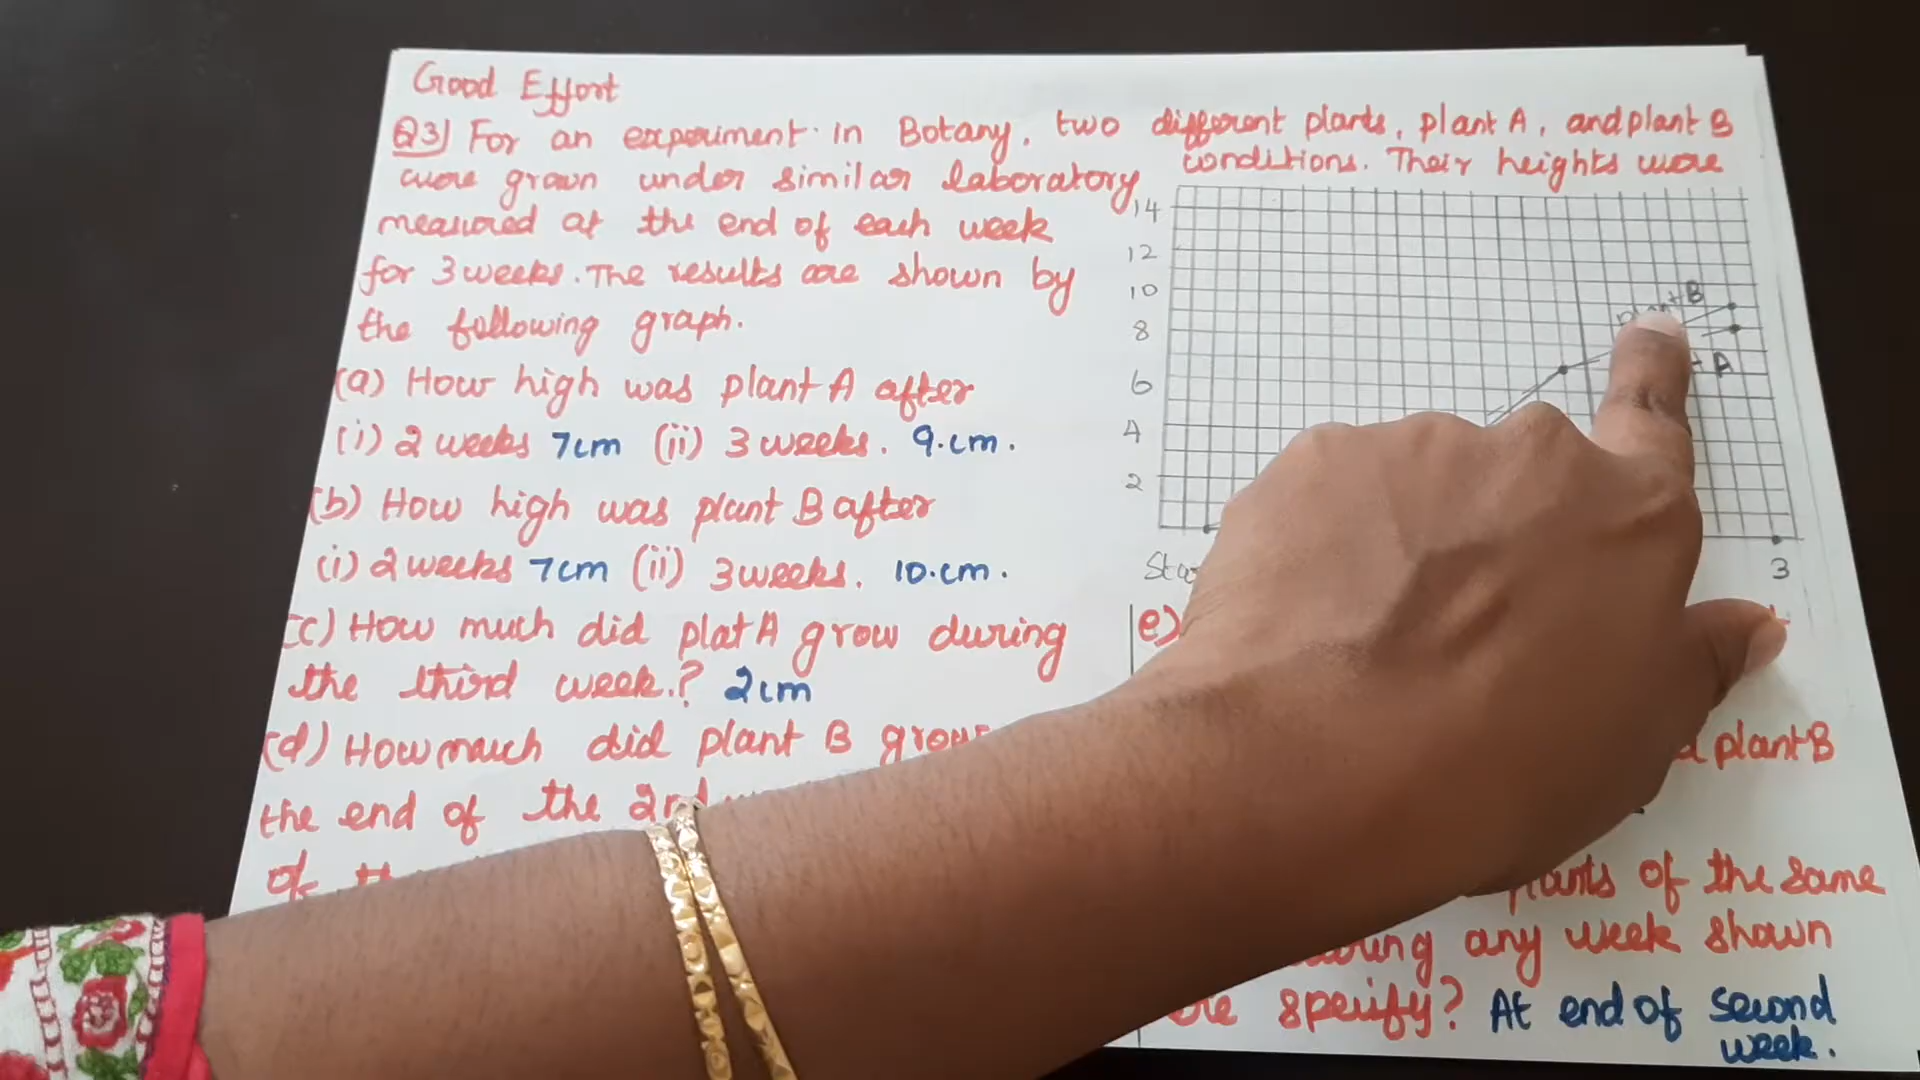 Good Effort
Q3) For an experiment in Botany, two different plants, plant A, and plant B
were grown under similar laboratory conditions. Their heights were
measured at the end of each week
for 3 weeks. The results are shown by
the following graph.
(a) How high was plant A after
(i) 2 weeks 7cm (ii) 3 weeks. 9.cm.
(b) How high was plant B after
(i) 2 weeks 7cm (ii) 3 weeks. 10.cm.
(c) How much did plat A grow during
the third week.? 2cm
(d) How much did plant B
the end of the 2nd
of
14
12
10
8
6
4
2
B
A
3
e)
plant B
of the same
any week shown
specify? At end of second
week.